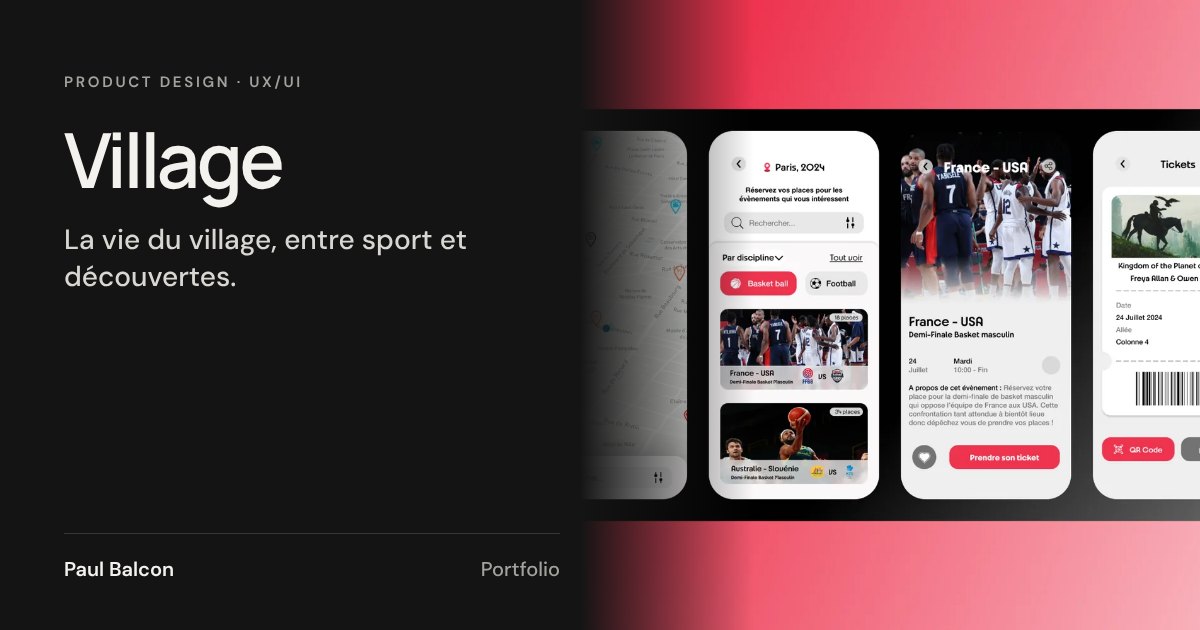 PRODUCT DESIGN · UX/UI
Village
La vie du village, entre sport et
découvertes.
Paul Balcon
Portfolio
Paris, 2024
Réservez vos places pour les
évènements qui vous intéressent
Rechercher...
Par discipline
Tout voir
Basket ball
Football
18 places
France - USA
Demi-Finale Basket Masculin
VS
34 places
Australie - Slovénie
Demi-Finale Basket Masculin
VS
France - USA
France - USA
Demi-Finale Basket masculin
24
Juillet
Mardi
10:00 - Fin
A propos de cet évènement : Réservez votre
place pour la demi-finale de basket masculin
qui oppose l'équipe de France aux USA. Cette
confrontation tant attendue à bientôt lieue
donc dépêchez vous de prendre vos places !
Prendre son ticket
Tickets
Kingdom of the Planet
Freya Allan & Owen
Date
24 Juillet 2024
Allée
Colonne 4
QR Code